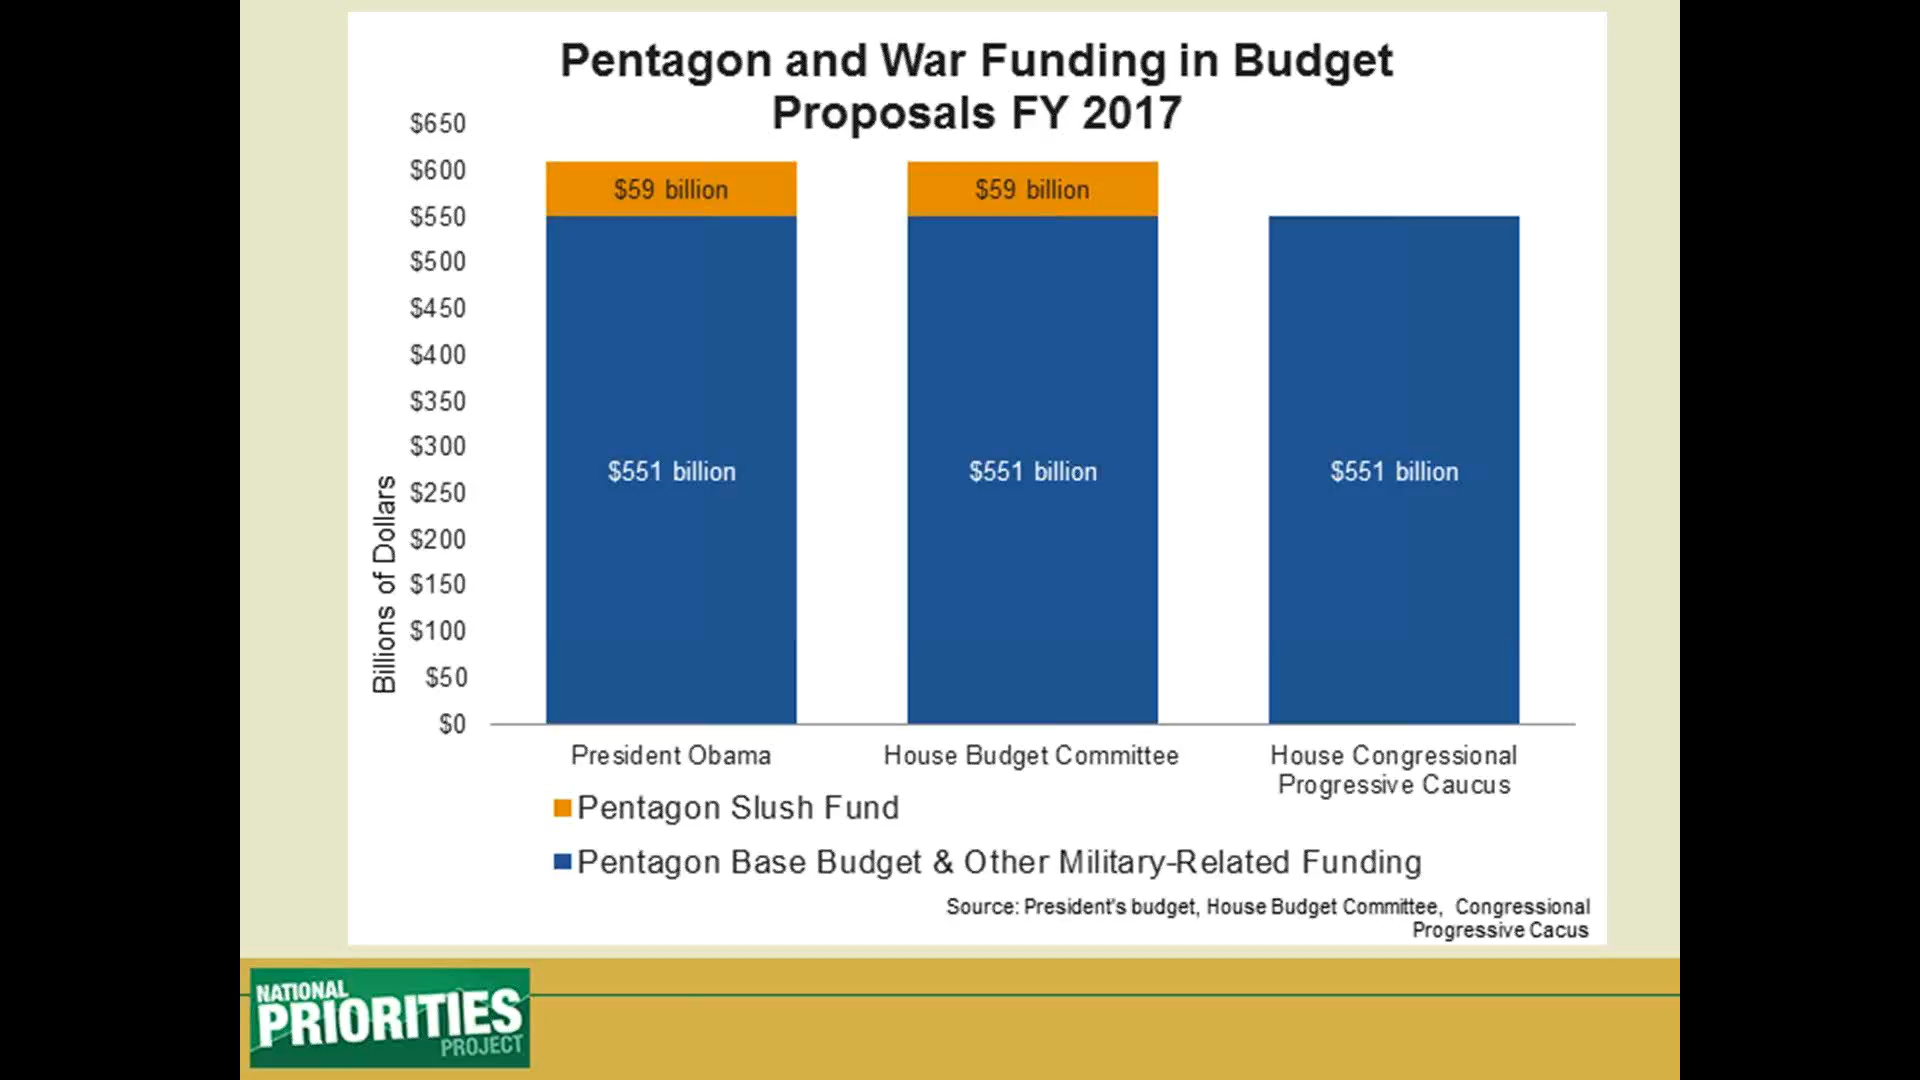 Pentagon and War Funding in Budget
Proposals FY 2017
$650
$600
$550
$500
$450
$400
$350
$300
$250
$200
$150
$100
$50
$0
Billions of Dollars
$59 billion
$59 billion
$551 billion
$551 billion
$551 billion
President Obama
House Budget Committee
House Congressional
Progressive Caucus
Pentagon Slush Fund
Pentagon Base Budget & Other Military-Related Funding
Source: President's budget, House Budget Committee, Congressional
Progressive Cacus
NATIONAL
PRIORITIES
PROJECT